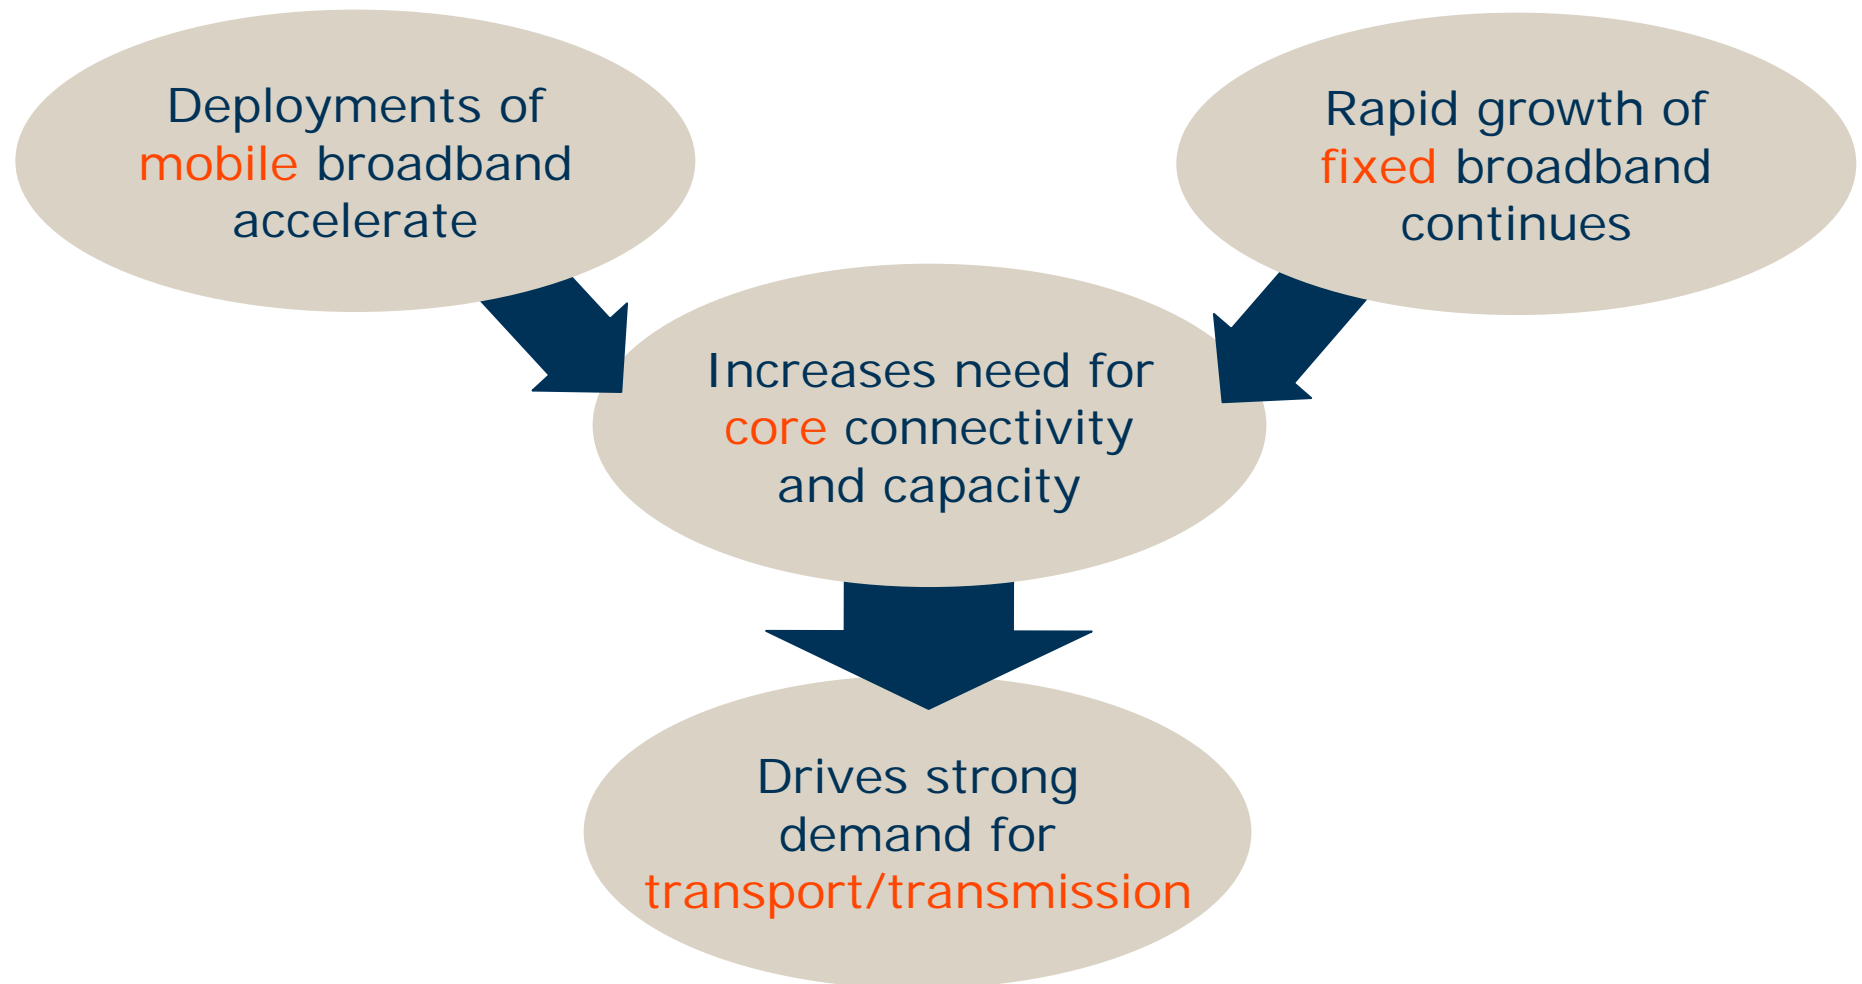 Deployments of
mobile broadband
accelerate
Rapid growth of
fixed broadband
continues
Increases need for
core connectivity
and capacity
Drives strong
demand for
transport/transmission